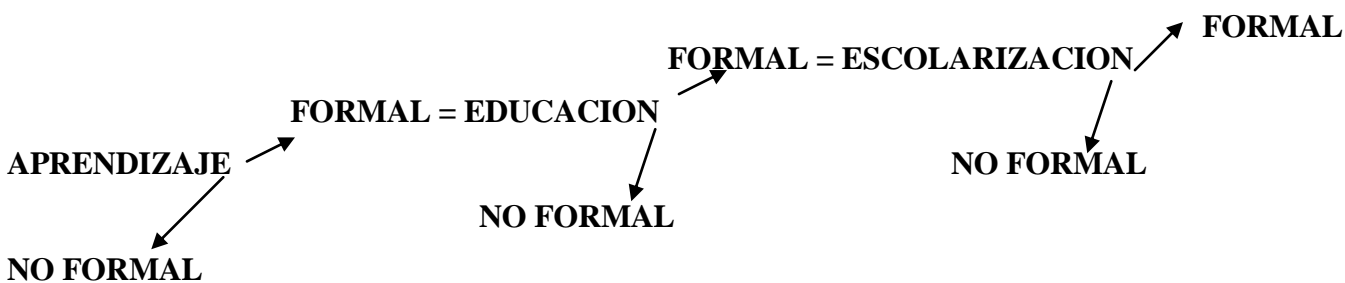 FORMAL
FORMAL = ESCOLARIZACION
FORMAL = EDUCACION
APRENDIZAJE
NO FORMAL
NO FORMAL
NO FORMAL